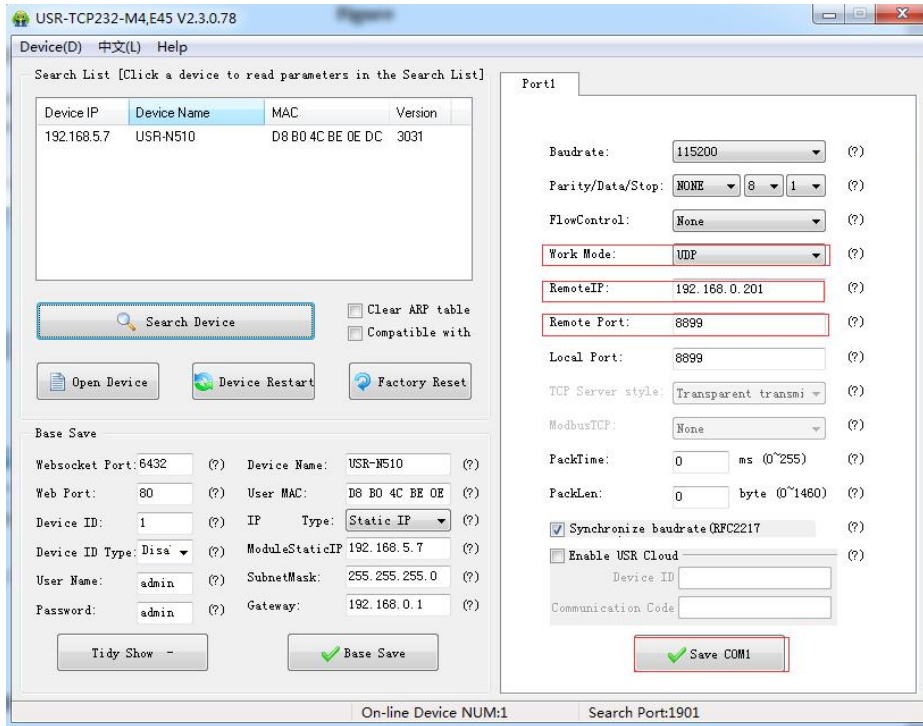 Figure
USR-TCP232-M4,E45 V2.3.0.78
Device(D) 中文(L) Help
Search List [Click a device to read parameters in the Search List]
Device IP Device Name MAC Version
192.168.5.7 USR-N510 D8 B0 4C BE 0E DC 3031
Search Device
Clear ARP table
Compatible with
Open Device Device Restart Factory Reset
Base Save
Websocket Port: 6432 (?) Device Name: USR-N510 (?)
Web Port: 80 (?) User MAC: D8 B0 4C BE 0E (?)
Device ID: 1 (?) IP Type: Static IP (?)
Device ID Type: Disa (?) ModuleStaticIP 192.168.5.7 (?)
User Name: admin (?) SubnetMask: 255.255.255.0 (?)
Password: admin (?) Gateway: 192.168.0.1 (?)
Tidy Show - Base Save
Port1
Baudrate: 115200 (?)
Parity/Data/Stop: NONE 8 1 (?)
FlowControl: None (?)
Work Mode: UDP (?)
RemoteIP: 192.168.0.201 (?)
Remote Port: 8899 (?)
Local Port: 8899 (?)
TCP Server style: Transparent transmi (?)
ModbusTCP: None (?)
PackTime: 0 ms (0~255) (?)
PackLen: 0 byte (0~1460) (?)
Synchronize baudrate(RFC2217 (?)
Enable USR Cloud (?)
Device ID
Communication Code
Save COM1
On-line Device NUM:1 Search Port:1901